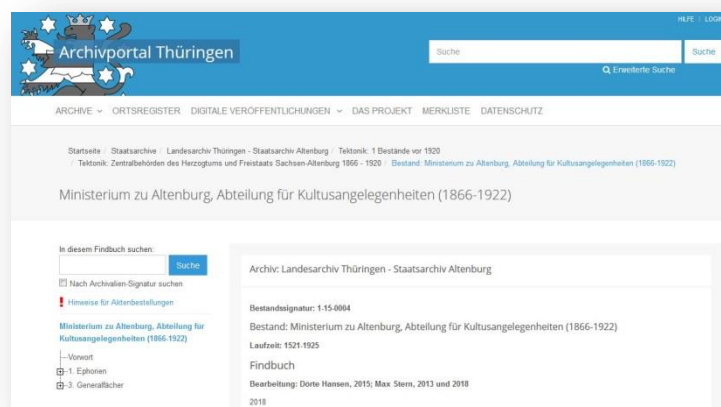 HILFE | LOGIN
Archivportal Thüringen
Suche
Suche
Erweiterte Suche
ARCHIVE ORTSREGISTER DIGITALE VERÖFFENTLICHUNGEN DAS PROJEKT MERKLISTE DATENSCHUTZ
Startseite / Staatsarchive / Landesarchiv Thüringen - Staatsarchiv Altenburg / Tektonik: 1 Bestände vor 1920
/ Tektonik: Zentralbehörden des Herzogtums und Freistaats Sachsen-Altenburg 1866 - 1920 / Bestand: Ministerium zu Altenburg, Abteilung für Kultusangelegenheiten (1866-1922)
Ministerium zu Altenburg, Abteilung für Kultusangelegenheiten (1866-1922)
In diesem Findbuch suchen:
Suche
Nach Archivalien-Signatur suchen
Hinweise für Aktenbestellungen
Ministerium zu Altenburg, Abteilung für
Kultusangelegenheiten (1866-1922)
Vorwort
1. Ephorien
3. Generalfächer
Archiv: Landesarchiv Thüringen - Staatsarchiv Altenburg
Bestandssignatur: 1-15-0004
Bestand: Ministerium zu Altenburg, Abteilung für Kultusangelegenheiten (1866-1922)
Laufzeit: 1521-1925
Findbuch
Bearbeitung: Dörte Hansen, 2015; Max Stern, 2013 und 2018
2018